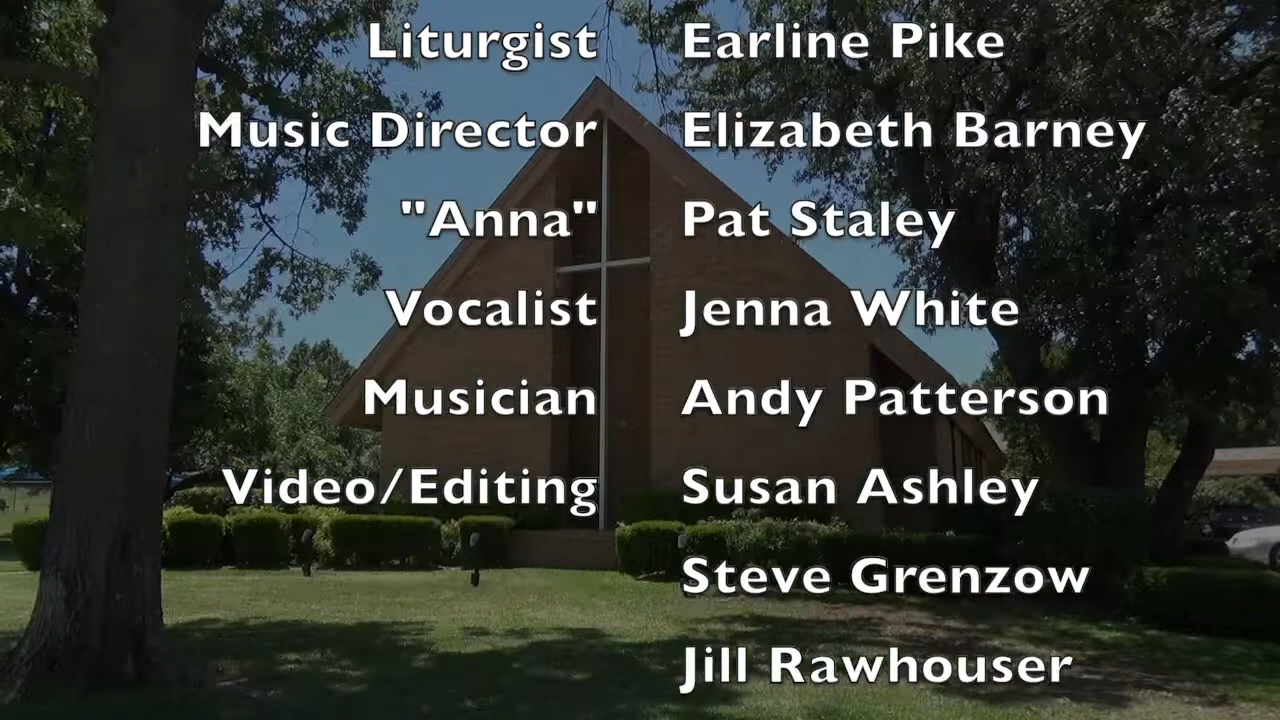 Liturgist Earline Pike
Music Director Elizabeth Barney
"Anna" Pat Staley
Vocalist Jenna White
Musician Andy Patterson
Video/Editing Susan Ashley
Steve Grenzow
Jill Rawhouser